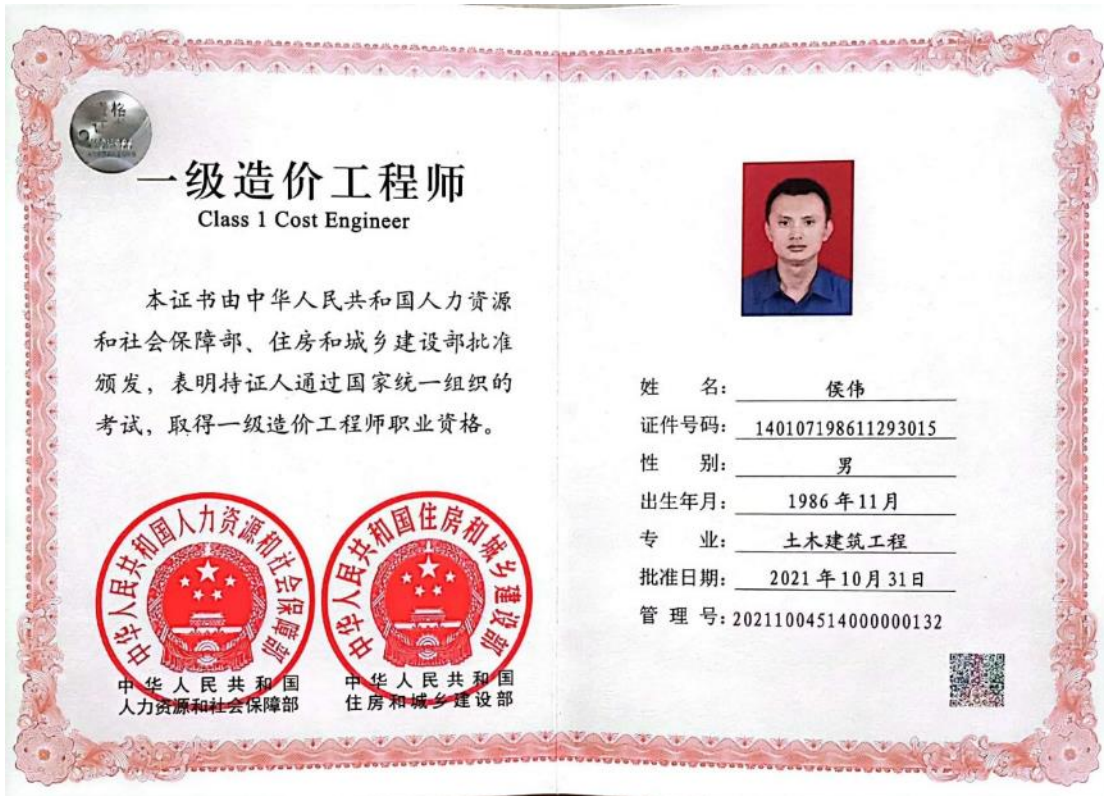 格
一级造价工程师
Class 1 Cost Engineer
本证书由中华人民共和国人力资源
和社会保障部、住房和城乡建设部批准
颁发，表明持证人通过国家统一组织的
考试，取得一级造价工程师职业资格。
中华人民共和国人力资源和社会保障部
中华人民共和国住房和城乡建设部
中华人民共和国
人力资源和社会保障部
中华人民共和国
住房和城乡建设部
姓 名：侯伟
证件号码：140107198611293015
性 别：男
出生年月：1986年11月
专 业：土木建筑工程
批准日期：2021年10月31日
管 理 号：20211004514000000132